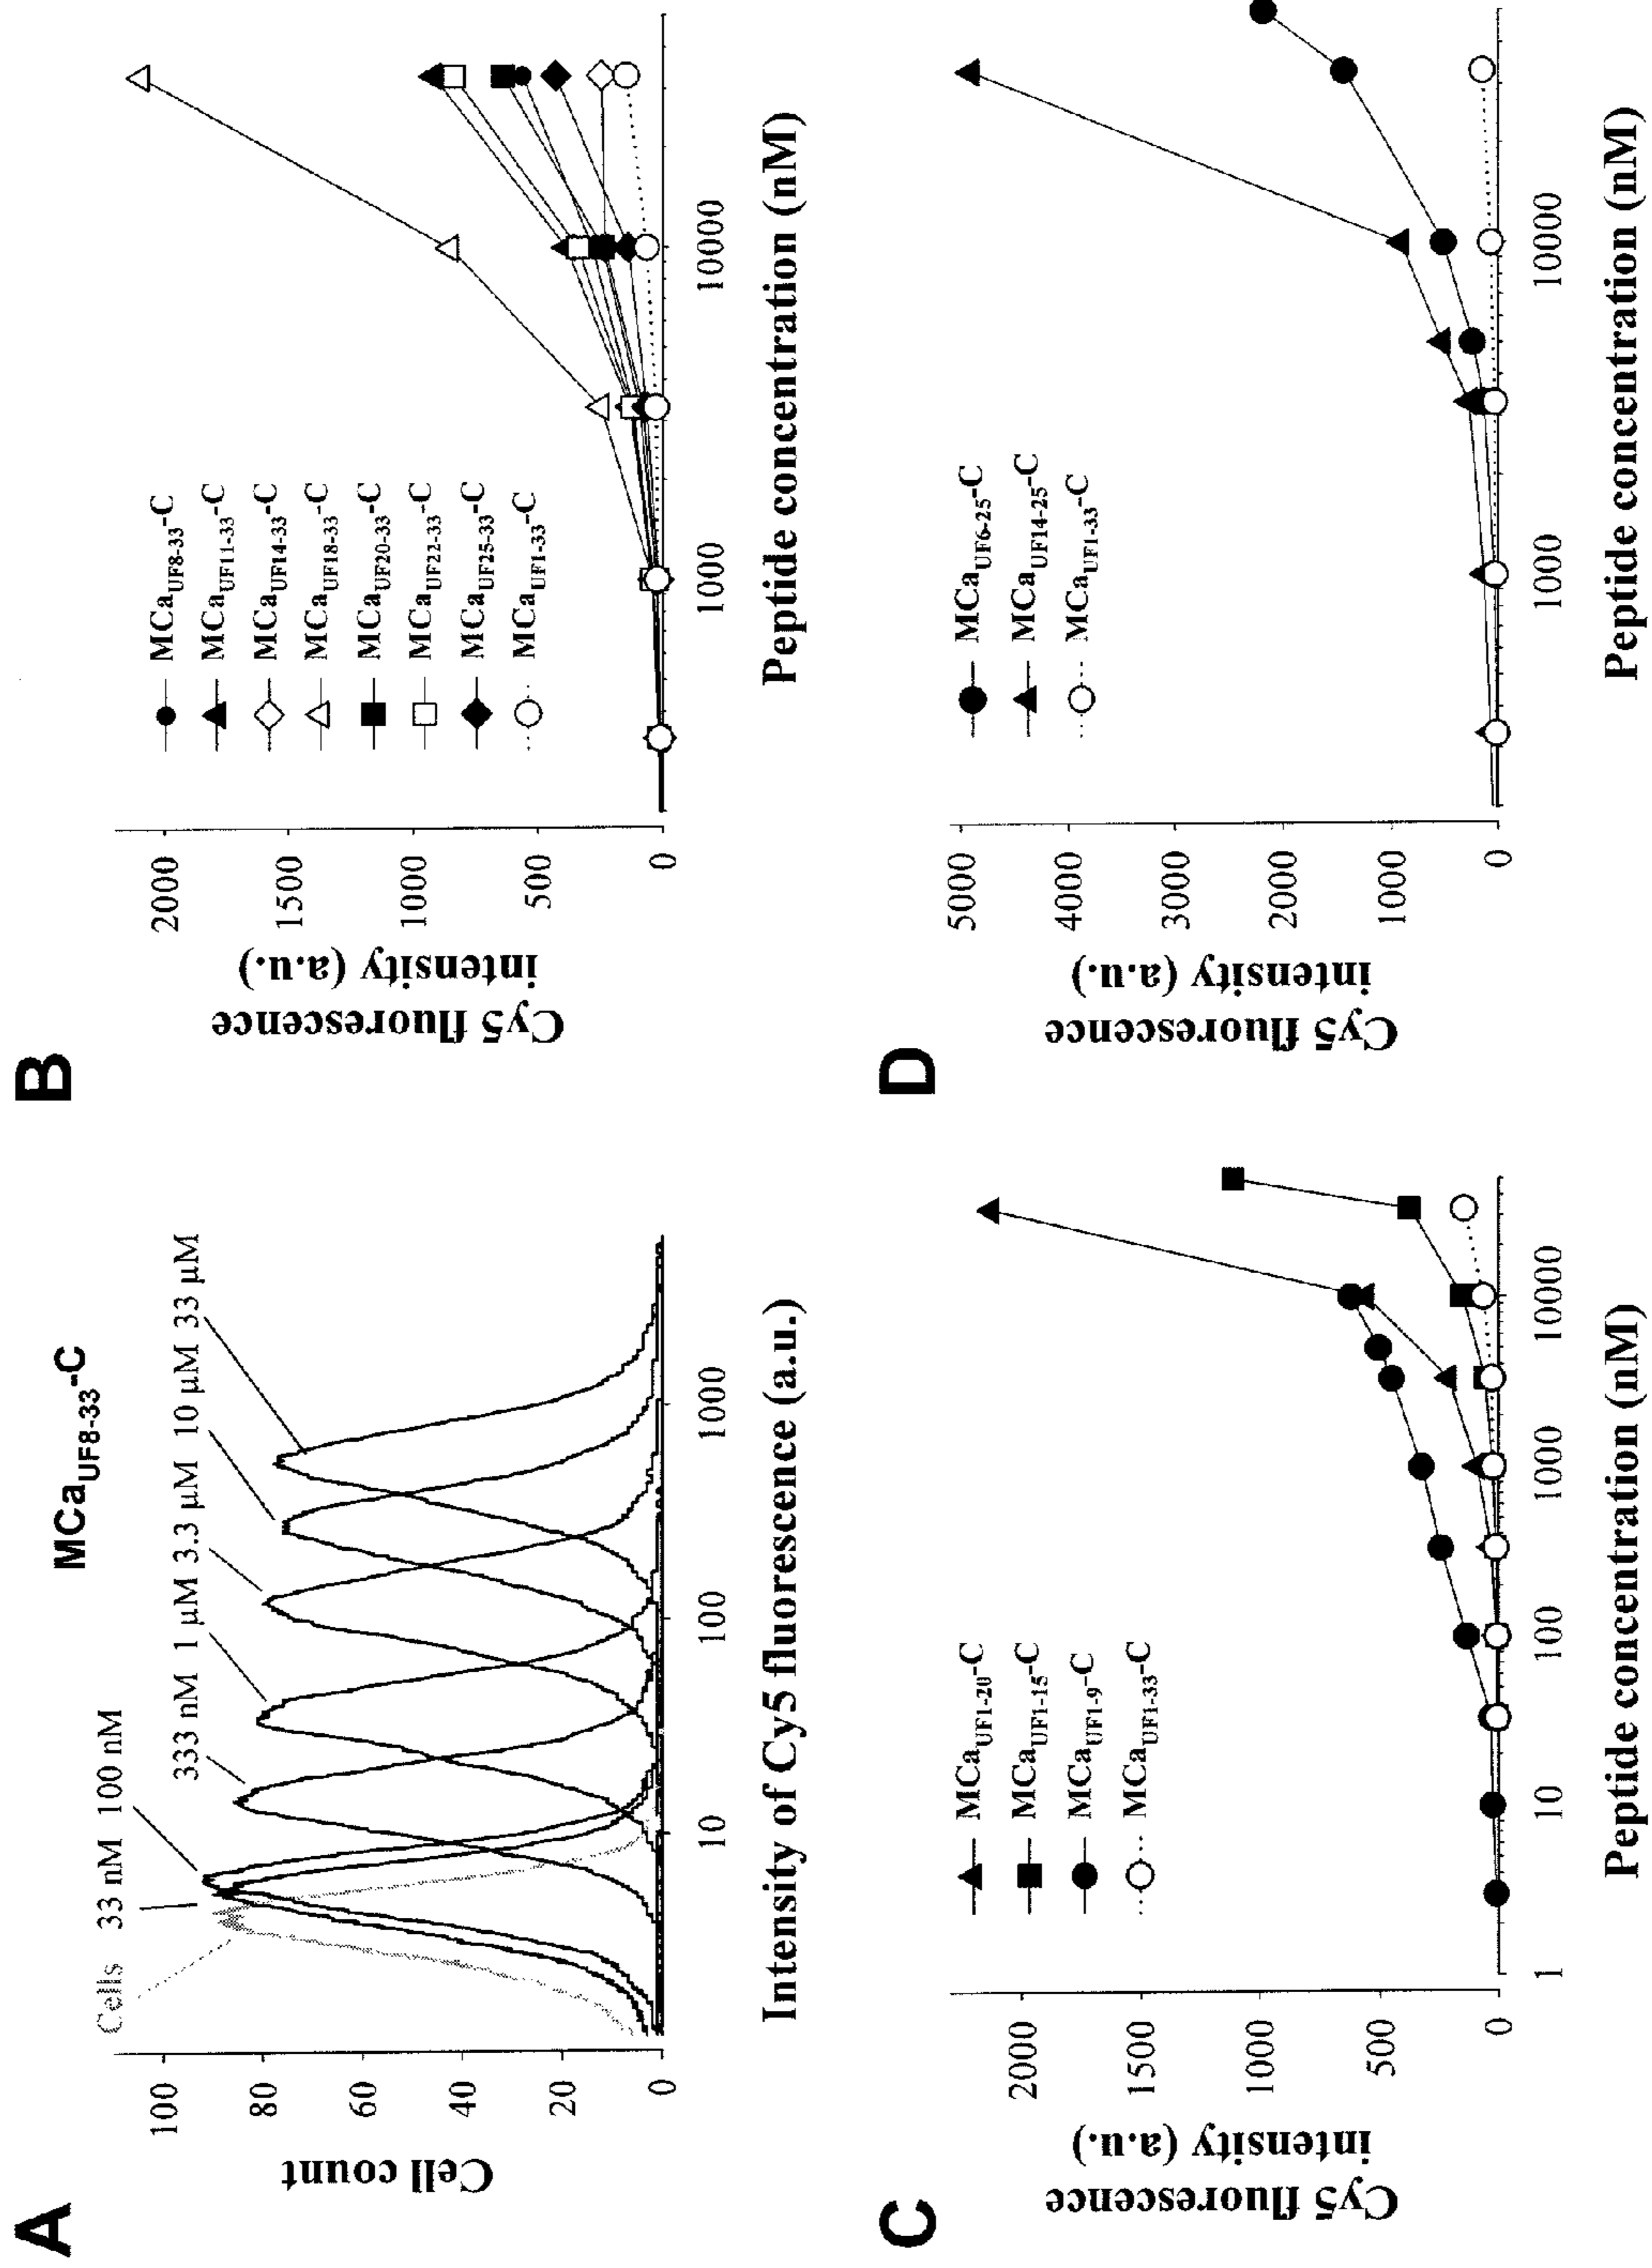 A
MCaUF8-33-C
Cells 33 nM 100 nM
333 nM 1 µM 3.3 µM 10 µM 33 µM
100
80
60
40
20
0
Cell count
10 100 1000
Intensity of Cy5 fluorescence (a.u.)
B
MCaUF8-33-C
MCaUF11-33-C
MCaUF14-33-C
MCaUF18-33-C
MCaUF20-33-C
MCaUF22-33-C
MCaUF25-33-C
MCaUF1-33-C
2000
1500
1000
500
0
Cy5 fluorescence
intensity (a.u.)
1000 10000
Peptide concentration (nM)
C
MCaUF1-20-C
MCaUF1-15-C
MCaUF1-9-C
MCaUF1-33-C
2000
1500
1000
500
0
Cy5 fluorescence
intensity (a.u.)
1 10 100 1000 10000
Peptide concentration (nM)
D
MCaUF6-25-C
MCaUF14-25-C
MCaUF1-33-C
5000
4000
3000
2000
1000
0
Cy5 fluorescence
intensity (a.u.)
1000 10000
Peptide concentration (nM)